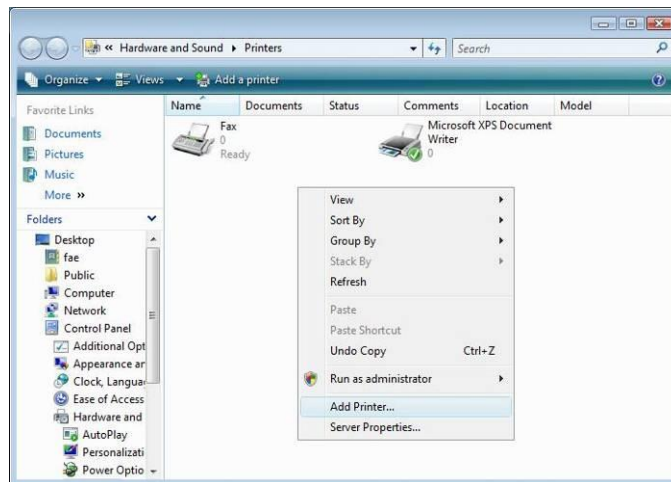 « Hardware and Sound ▸ Printers
Search
Organize Views Add a printer
Favorite Links
Documents
Pictures
Music
More »
Folders
Desktop
fae
Public
Computer
Network
Control Panel
Additional Opt
Appearance ar
Clock, Langua
Ease of Access
Hardware and
AutoPlay
Personalizati
Power Optio
Name Documents Status Comments Location Model
Fax
0
Ready
Microsoft XPS Document
Writer
0
View
Sort By
Group By
Stack By
Refresh
Paste
Paste Shortcut
Undo Copy Ctrl+Z
Run as administrator
Add Printer...
Server Properties...